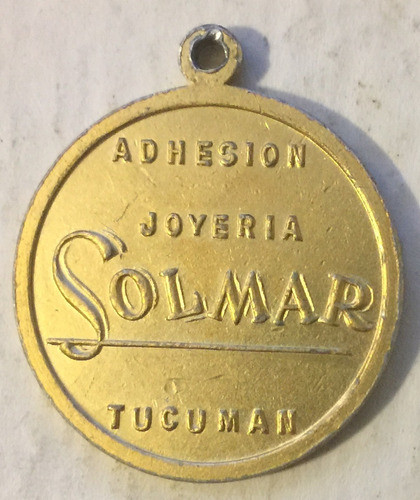 ADHESION
JOYERIA
SOLMAR
TUCUMAN